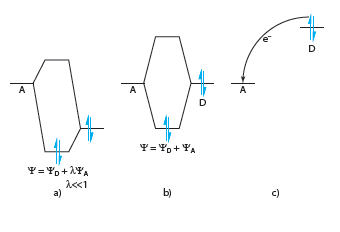 e⁻
D
A
A
D
A
Ψ = Ψ_D + λΨ_A
λ<<1
Ψ = Ψ_D + Ψ_A
a)
b)
c)